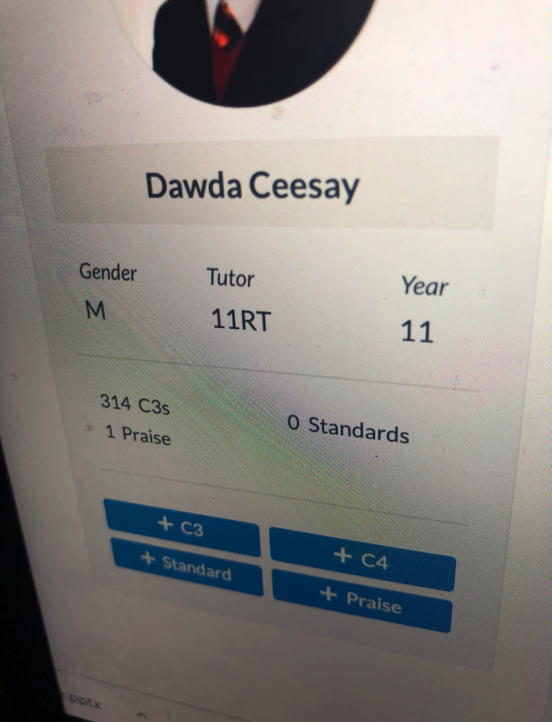 Dawda Ceesay
Gender Tutor Year
M 11RT 11
314 C3s
0 Standards
1 Praise
+ C3 + C4
+ Standard + Praise
.pptx